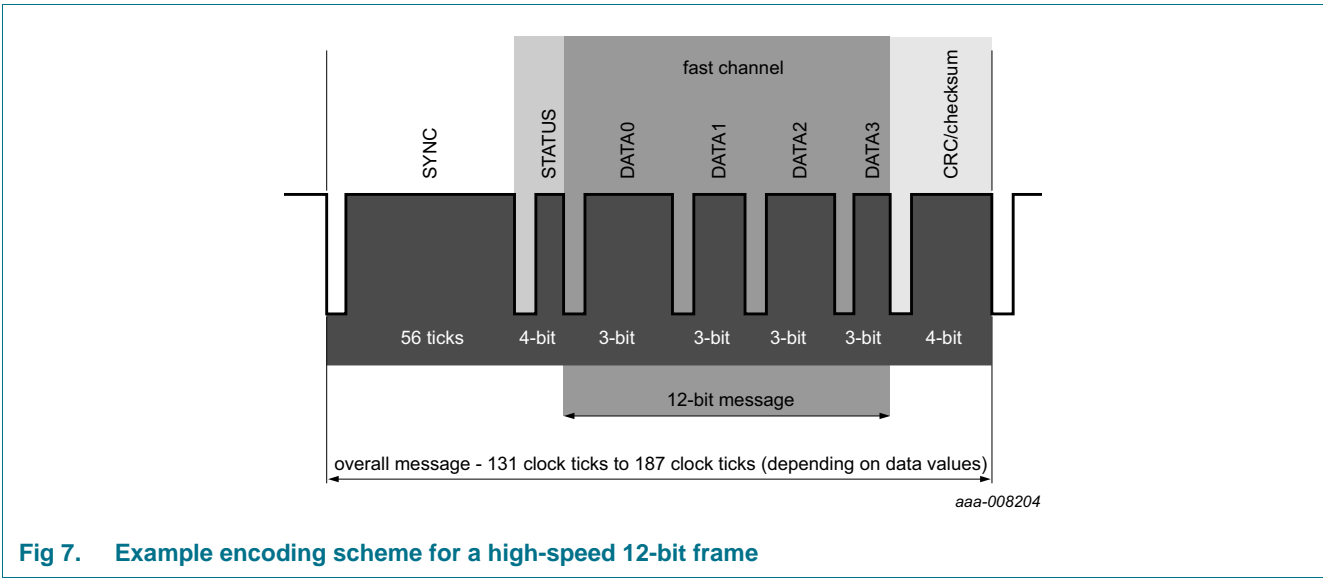 fast channel
SYNC
STATUS
DATA0
DATA1
DATA2
DATA3
CRC/checksum
56 ticks
4-bit
3-bit
3-bit
3-bit
3-bit
4-bit
12-bit message
overall message - 131 clock ticks to 187 clock ticks (depending on data values)
aaa-008204
Fig 7. Example encoding scheme for a high-speed 12-bit frame